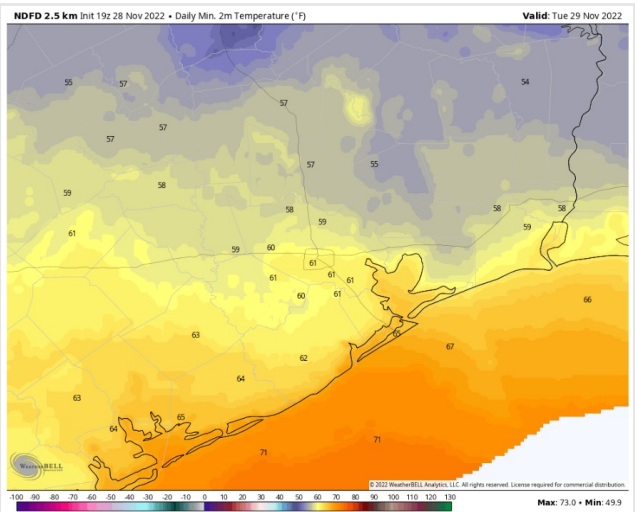 NDFD 2.5 km Init 19z 28 Nov 2022 • Daily Min. 2m Temperature (°F) Valid: Tue 29 Nov 2022
55 57 54
57
57 57
57 55
59 58
58 58 58
59 59
61
59 60
61
61 61 61
60 61
66
63 65
67
62
64
63
65
64
71 71
WeatherBELL
© 2022 WeatherBELL Analytics, LLC. All rights reserved. License required for commercial distribution.
-100 -90 -80 -70 -60 -50 -40 -30 -20 -10 0 10 20 30 40 50 60 70 80 90 100 110 120 130
Max: 73.0 • Min: 49.9